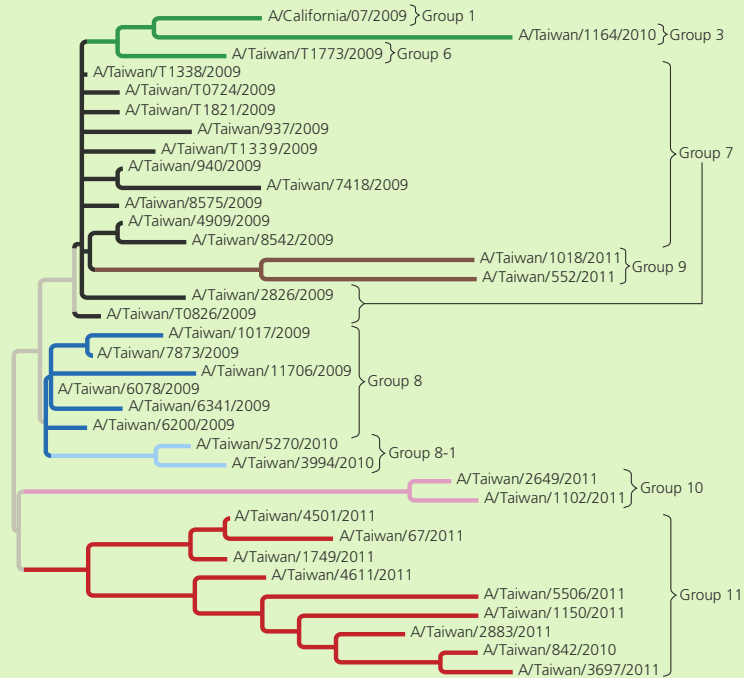 A/California/07/2009 Group 1
A/Taiwan/1164/2010 Group 3
A/Taiwan/T1773/2009 Group 6
A/Taiwan/T1338/2009
A/Taiwan/T0724/2009
A/Taiwan/T1821/2009
A/Taiwan/937/2009
A/Taiwan/T1339/2009
Group 7
A/Taiwan/940/2009
A/Taiwan/7418/2009
A/Taiwan/8575/2009
A/Taiwan/4909/2009
A/Taiwan/8542/2009
A/Taiwan/1018/2011
Group 9
A/Taiwan/552/2011
A/Taiwan/2826/2009
A/Taiwan/T0826/2009
A/Taiwan/1017/2009
A/Taiwan/7873/2009
A/Taiwan/11706/2009
Group 8
A/Taiwan/6078/2009
A/Taiwan/6341/2009
A/Taiwan/6200/2009
A/Taiwan/5270/2010
Group 8-1
A/Taiwan/3994/2010
A/Taiwan/2649/2011
Group 10
A/Taiwan/1102/2011
A/Taiwan/4501/2011
A/Taiwan/67/2011
A/Taiwan/1749/2011
A/Taiwan/4611/2011
A/Taiwan/5506/2011
Group 11
A/Taiwan/1150/2011
A/Taiwan/2883/2011
A/Taiwan/842/2010
A/Taiwan/3697/2011